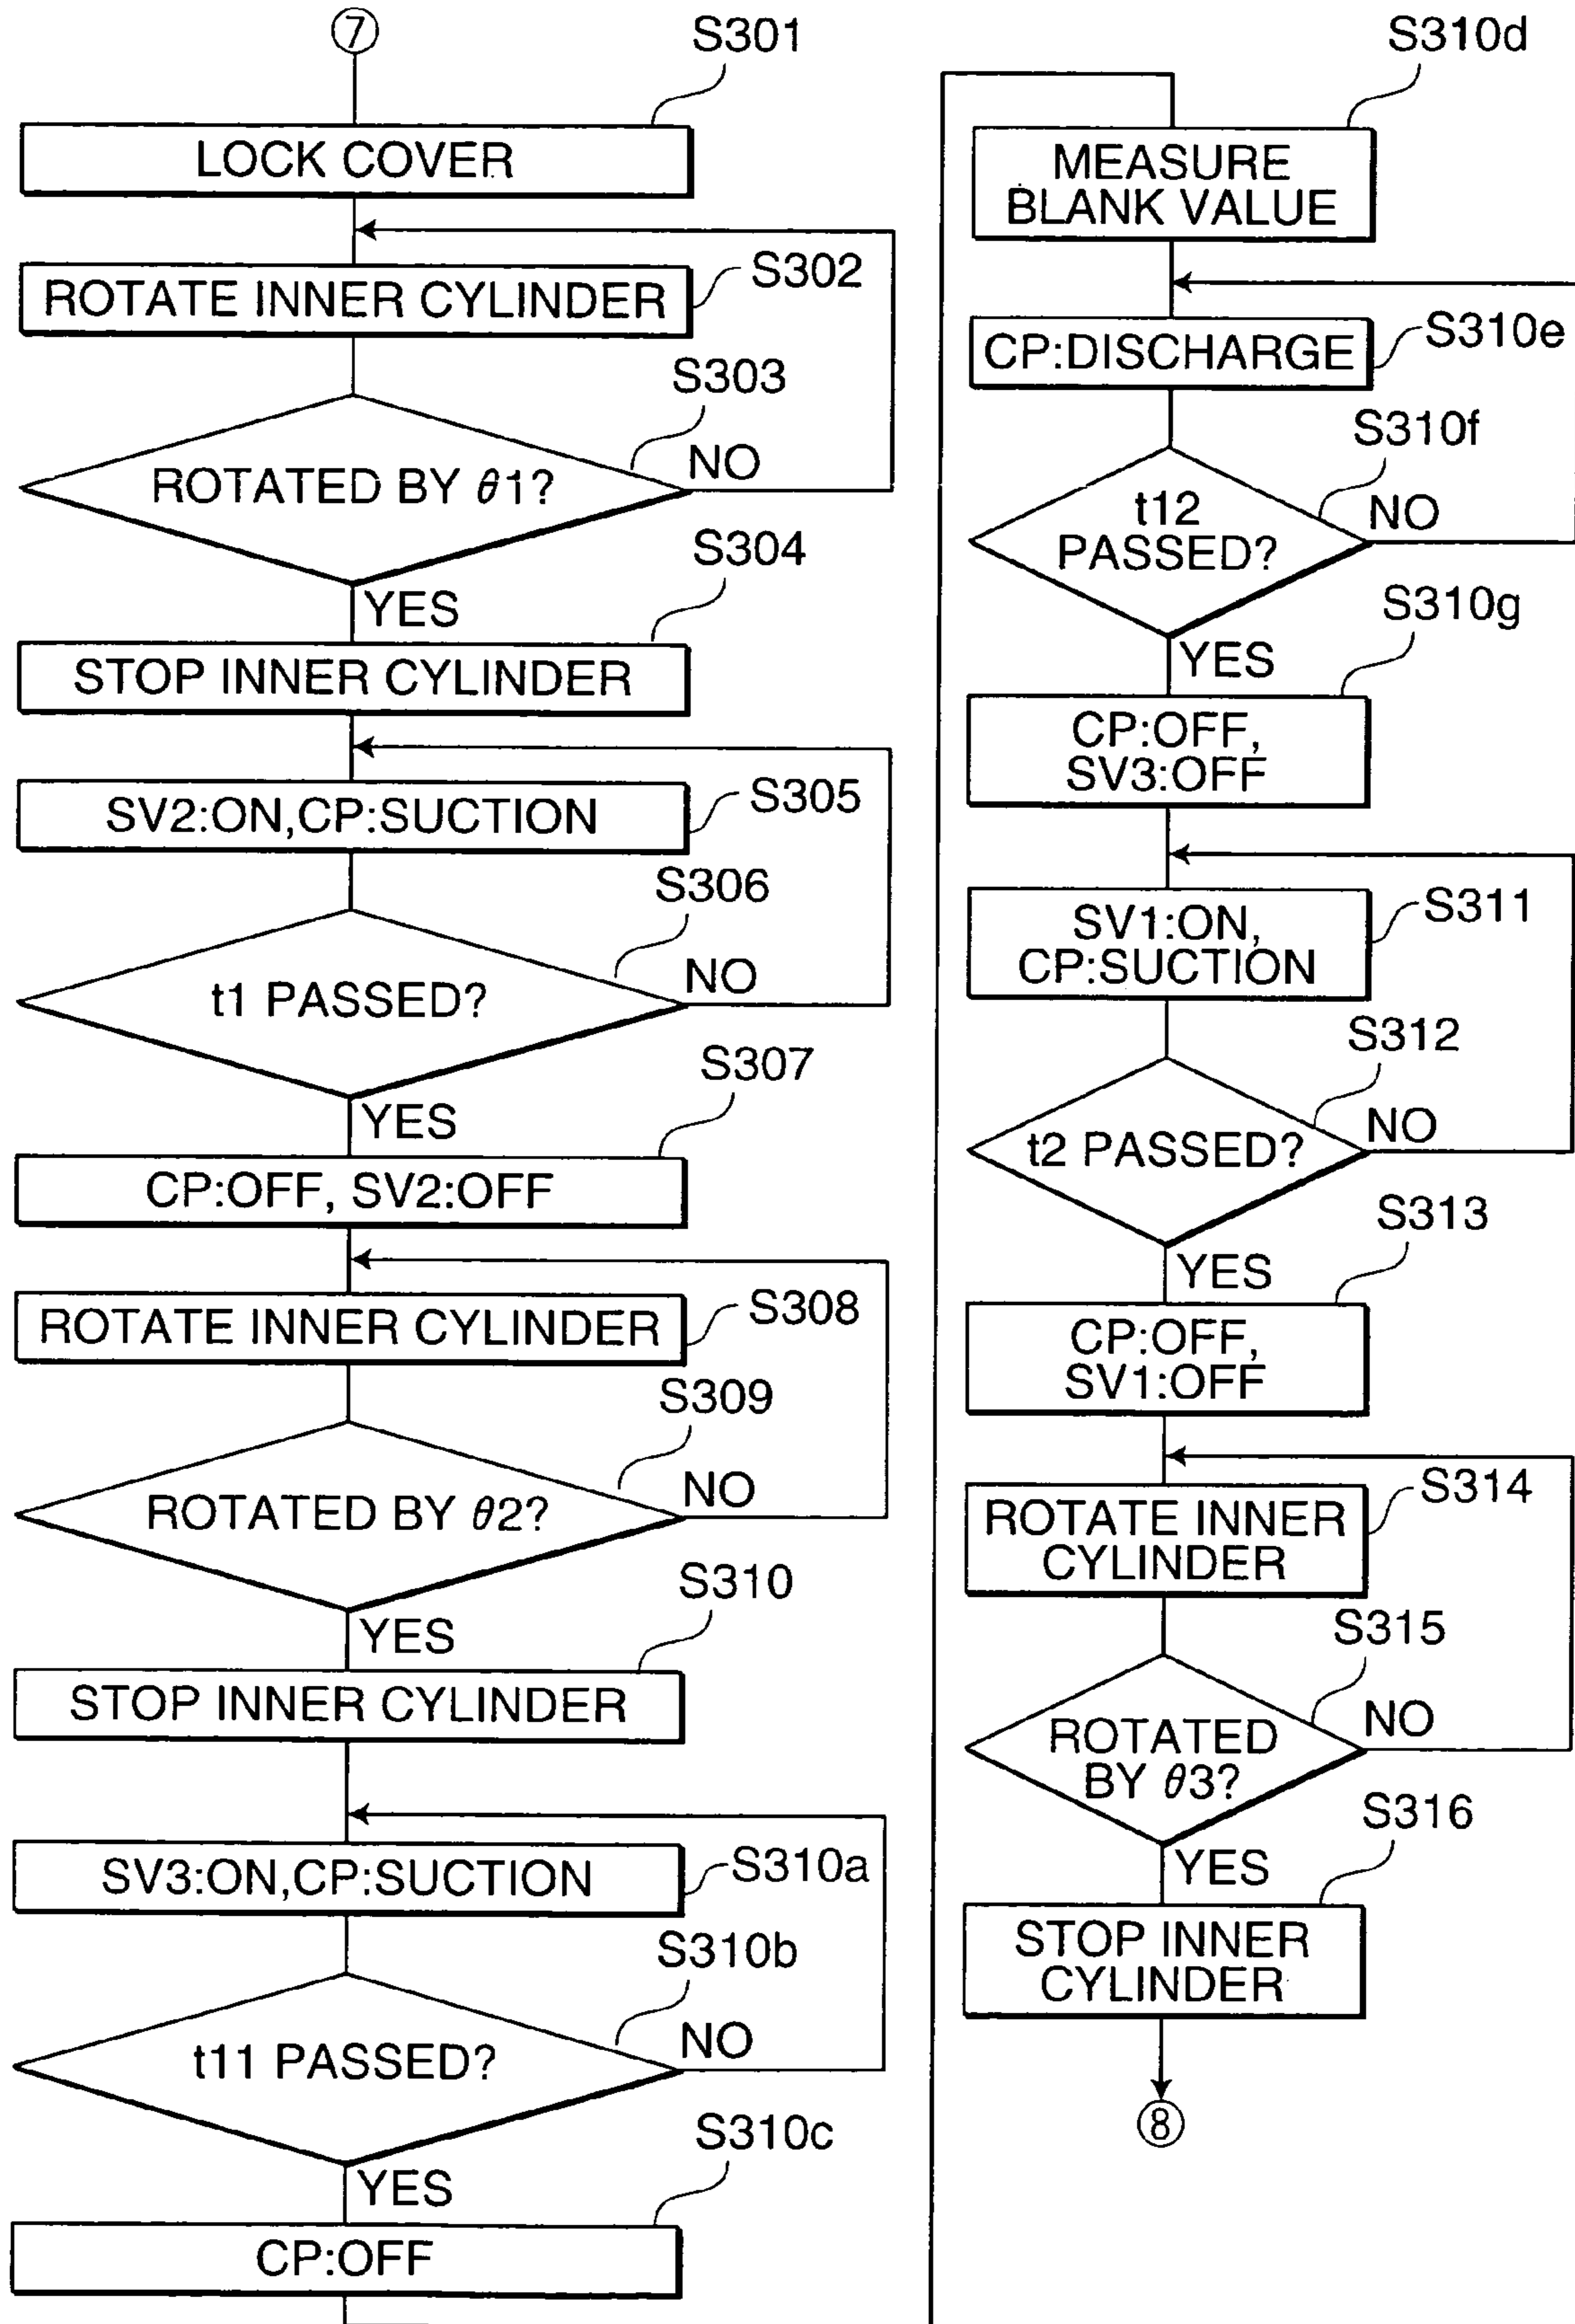 ⑦
S301
LOCK COVER
ROTATE INNER CYLINDER
S302
S303
ROTATED BY θ1?
NO
YES
S304
STOP INNER CYLINDER
SV2:ON,CP:SUCTION
S305
S306
t1 PASSED?
NO
YES
S307
CP:OFF, SV2:OFF
ROTATE INNER CYLINDER
S308
S309
ROTATED BY θ2?
NO
YES
S310
STOP INNER CYLINDER
SV3:ON,CP:SUCTION
S310a
S310b
t11 PASSED?
NO
YES
S310c
CP:OFF
S310d
MEASURE
BLANK VALUE
CP:DISCHARGE
S310e
S310f
t12
PASSED?
NO
YES
S310g
CP:OFF,
SV3:OFF
SV1:ON,
CP:SUCTION
S311
S312
t2 PASSED?
NO
YES
S313
CP:OFF,
SV1:OFF
ROTATE INNER
CYLINDER
S314
S315
ROTATED
BY θ3?
NO
YES
S316
STOP INNER
CYLINDER
⑧